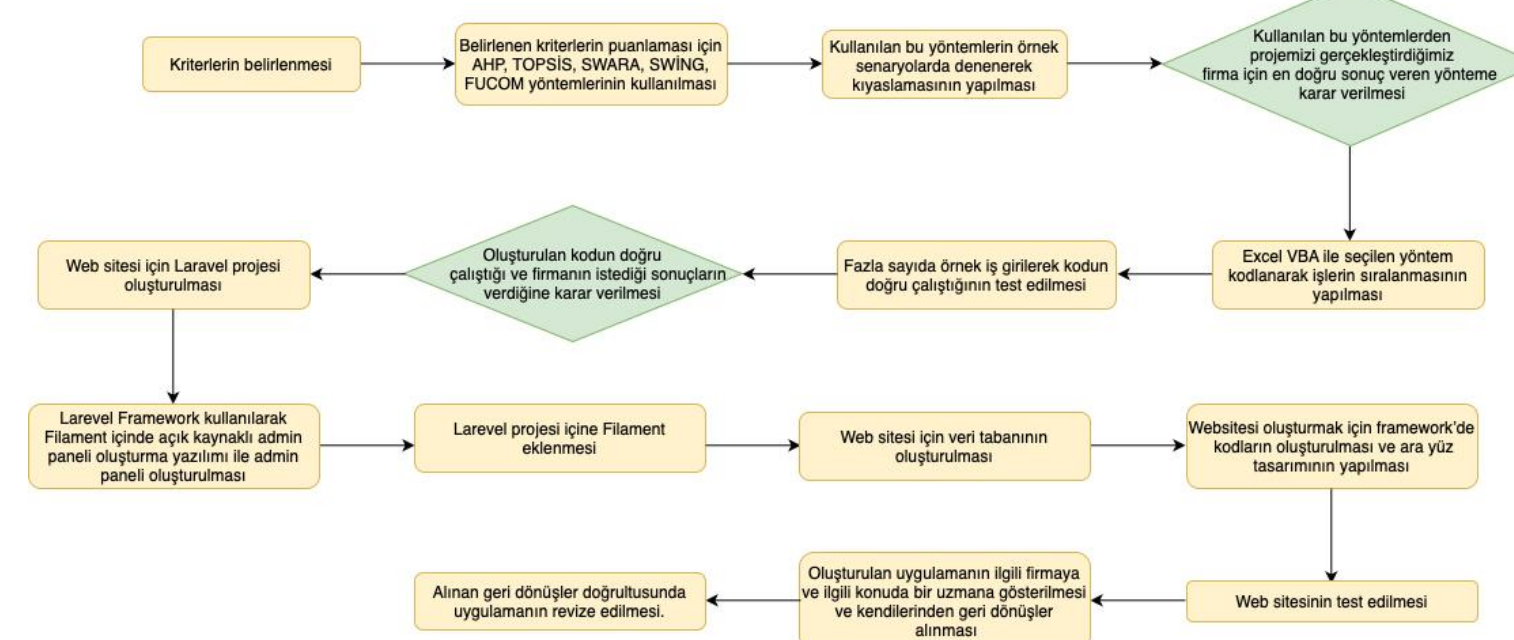 Kriterlerin belirlenmesi
Belirlenen kriterlerin puanlaması için
AHP, TOPSİS, SWARA, SWİNG,
FUCOM yöntemlerinin kullanılması
Kullanılan bu yöntemlerin örnek
senaryolarda denenerek
kıyaslamasının yapılması
Kullanılan bu yöntemlerden
projemizi gerçekleştirdiğimiz
firma için en doğru sonuç veren yönteme
karar verilmesi
Excel VBA ile seçilen yöntem
kodlanarak işlerin sıralanmasının
yapılması
Fazla sayıda örnek iş girilerek kodun
doğru çalıştığının test edilmesi
Oluşturulan kodun doğru
çalıştığı ve firmanın istediği sonuçların
verdiğine karar verilmesi
Web sitesi için Laravel projesi
oluşturulması
Larevel Framework kullanılarak
Filament içinde açık kaynaklı admin
paneli oluşturma yazılımı ile admin
paneli oluşturulması
Larevel projesi içine Filament
eklenmesi
Web sitesi için veri tabanının
oluşturulması
Websitesi oluşturmak için framework'de
kodların oluşturulması ve ara yüz
tasarımının yapılması
Web sitesinin test edilmesi
Oluşturulan uygulamanın ilgili firmaya
ve ilgili konuda bir uzmana gösterilmesi
ve kendilerinden geri dönüşler
alınması
Alınan geri dönüşler doğrultusunda
uygulamanın revize edilmesi.